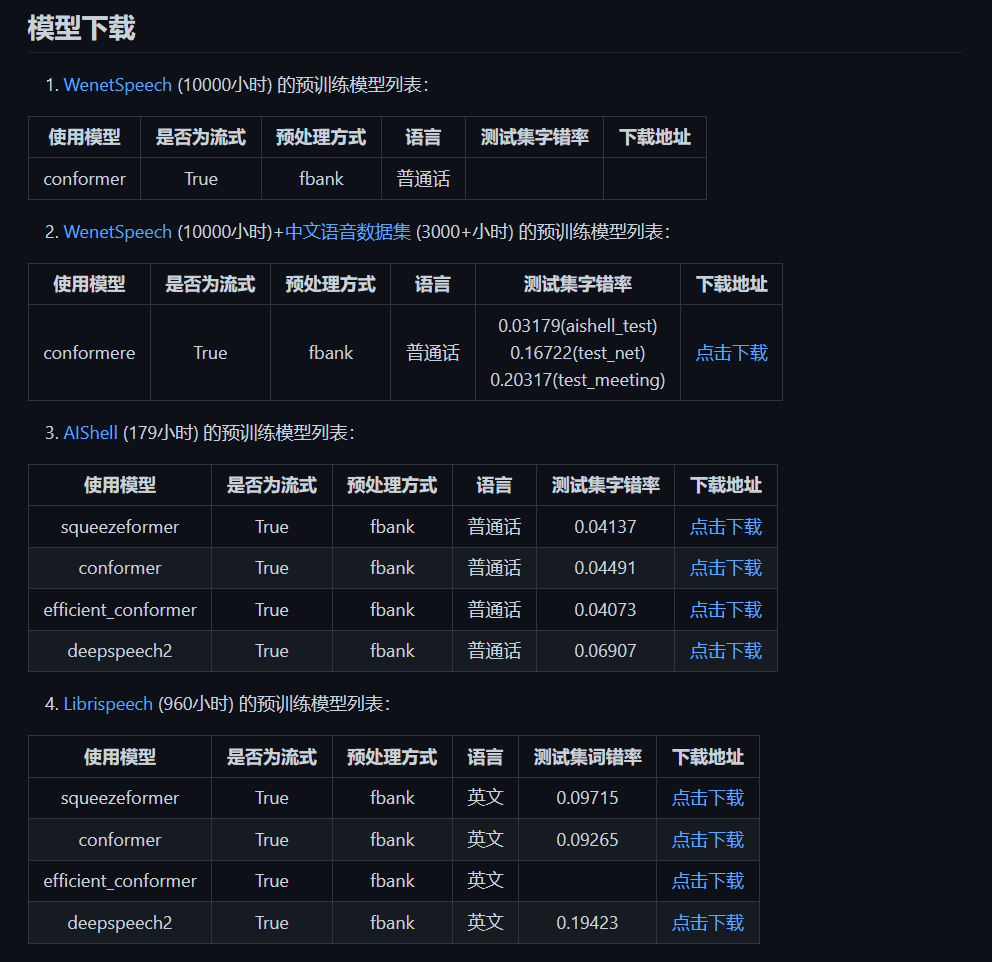 模型下载
1. WenetSpeech (10000小时) 的预训练模型列表：
使用模型 是否为流式 预处理方式 语言 测试集字错率 下载地址
conformer True fbank 普通话
2. WenetSpeech (10000小时)+中文语音数据集 (3000+小时) 的预训练模型列表：
使用模型 是否为流式 预处理方式 语言 测试集字错率 下载地址
conformere True fbank 普通话 0.03179(aishell_test)
0.16722(test_net)
0.20317(test_meeting) 点击下载
3. AIShell (179小时) 的预训练模型列表：
使用模型 是否为流式 预处理方式 语言 测试集字错率 下载地址
squeezeformer True fbank 普通话 0.04137 点击下载
conformer True fbank 普通话 0.04491 点击下载
efficient_conformer True fbank 普通话 0.04073 点击下载
deepspeech2 True fbank 普通话 0.06907 点击下载
4. Librispeech (960小时) 的预训练模型列表：
使用模型 是否为流式 预处理方式 语言 测试集词错率 下载地址
squeezeformer True fbank 英文 0.09715 点击下载
conformer True fbank 英文 0.09265 点击下载
efficient_conformer True fbank 英文 点击下载
deepspeech2 True fbank 英文 0.19423 点击下载